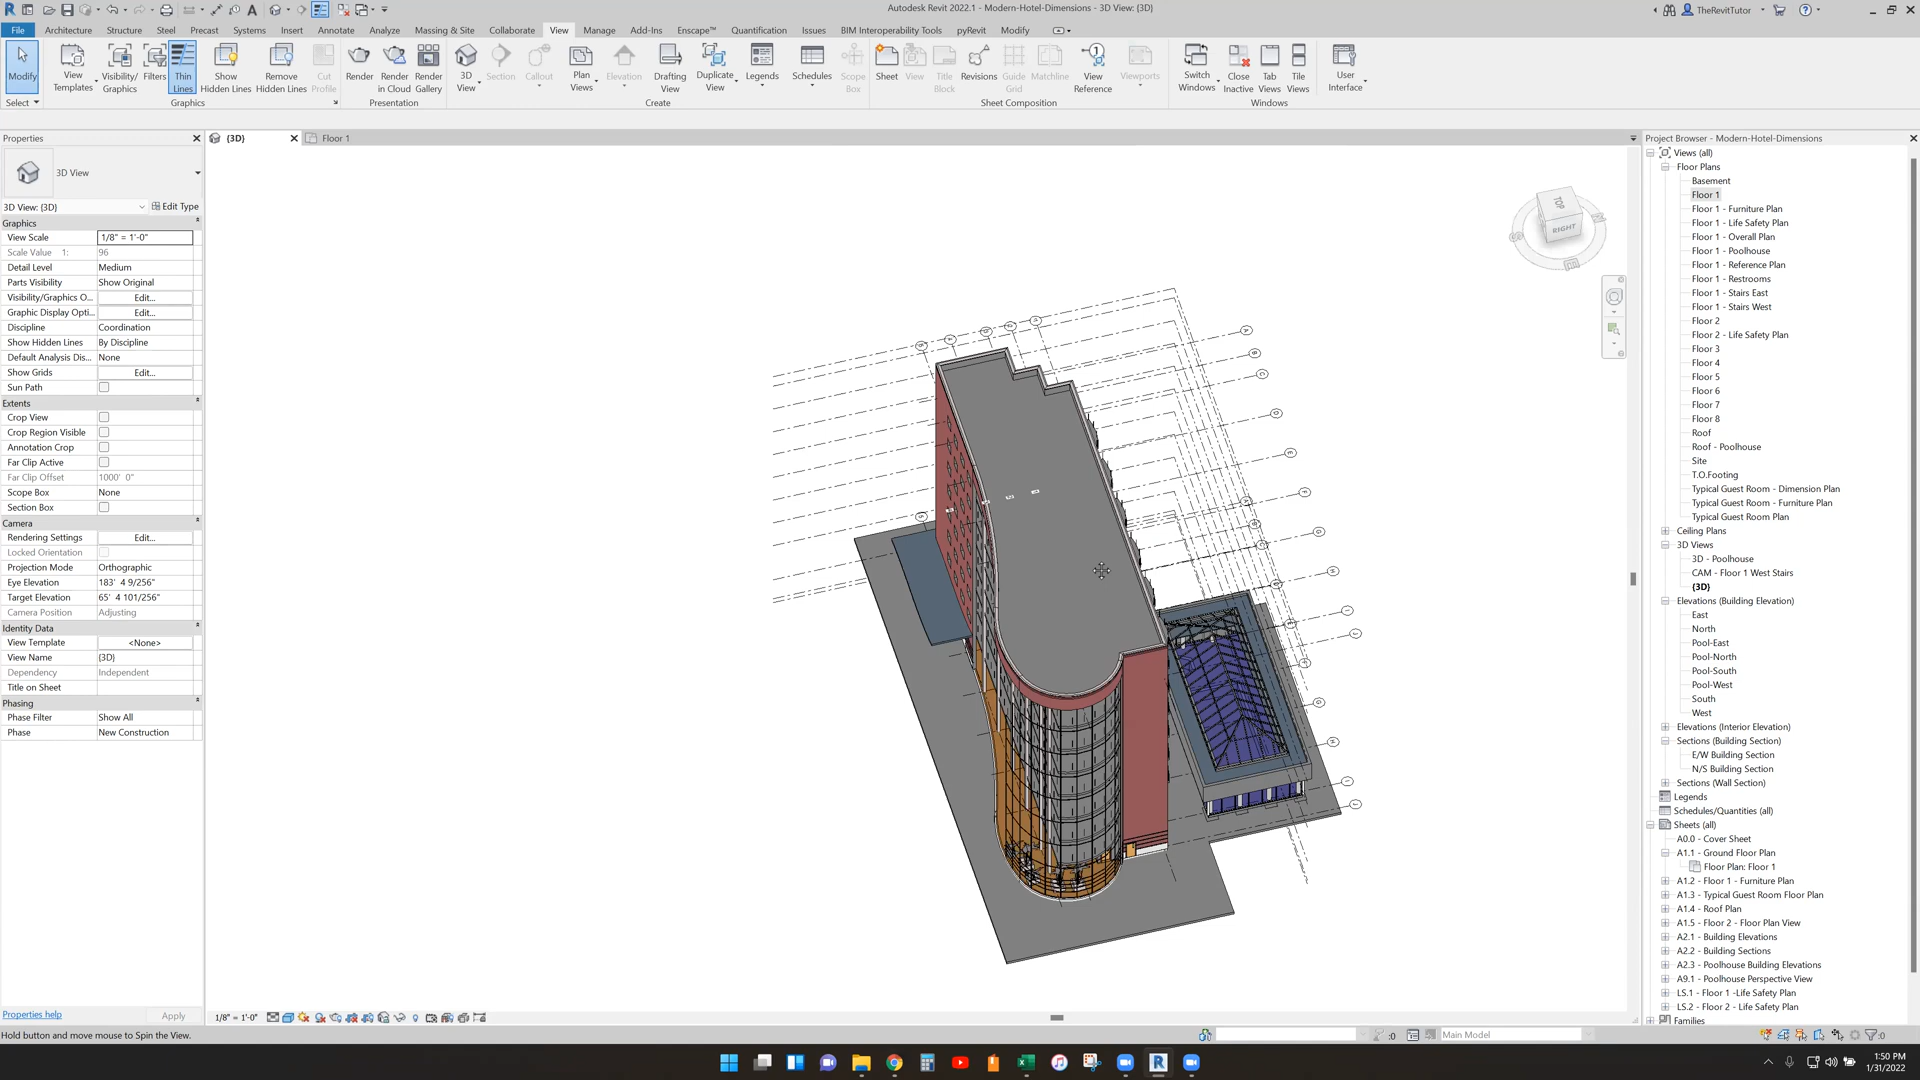 Autodesk Revit 2022.1 - Modern-Hotel-Dimensions - 3D View: {3D}
TheRevitTutor
File Architecture Structure Steel Precast Systems Insert Annotate Analyze Massing & Site Collaborate View Manage Add-Ins Enscape™ Quantification Issues BIM Interoperability Tools pyRevit Modify
Modify
View Templates
Visibility/ Graphics
Filters
Thin Lines
Show Hidden Lines
Remove Hidden Lines
Cut Profile
Render
Render in Cloud
Render Gallery
3D View
Section
Callout
Plan Views
Elevation
Drafting View
Duplicate View
Legends
Schedules
Scope Box
Sheet
View
Title Block
Revisions
Guide Grid
Matchline
View Reference
Viewports
Switch Windows
Close Inactive
Tab Views
Tile Views
User Interface
Select Graphics Presentation Create Sheet Composition Windows
Properties
3D View
3D View: {3D} Edit Type
Graphics
View Scale 1/8" = 1'-0"
Scale Value 1: 96
Detail Level Medium
Parts Visibility Show Original
Visibility/Graphics O... Edit...
Graphic Display Opti... Edit...
Discipline Coordination
Show Hidden Lines By Discipline
Default Analysis Dis... None
Show Grids Edit...
Sun Path
Extents
Crop View
Crop Region Visible
Annotation Crop
Far Clip Active
Far Clip Offset 1000' 0"
Scope Box None
Section Box
Camera
Rendering Settings Edit...
Locked Orientation
Projection Mode Orthographic
Eye Elevation 183' 4 9/256"
Target Elevation 65' 4 101/256"
Camera Position Adjusting
Identity Data
View Template <None>
View Name {3D}
Dependency Independent
Title on Sheet
Phasing
Phase Filter Show All
Phase New Construction
Properties help Apply
{3D} Floor 1
TOP
RIGHT
1/8" = 1'-0"
Project Browser - Modern-Hotel-Dimensions
Views (all)
Floor Plans
Basement
Floor 1
Floor 1 - Furniture Plan
Floor 1 - Life Safety Plan
Floor 1 - Overall Plan
Floor 1 - Poolhouse
Floor 1 - Reference Plan
Floor 1 - Restrooms
Floor 1 - Stairs East
Floor 1 - Stairs West
Floor 2
Floor 2 - Life Safety Plan
Floor 3
Floor 4
Floor 5
Floor 6
Floor 7
Floor 8
Roof
Roof - Poolhouse
Site
T.O.Footing
Typical Guest Room - Dimension Plan
Typical Guest Room - Furniture Plan
Typical Guest Room Plan
Ceiling Plans
3D Views
3D - Poolhouse
CAM - Floor 1 West Stairs
{3D}
Elevations (Building Elevation)
East
North
Pool-East
Pool-North
Pool-South
Pool-West
South
West
Elevations (Interior Elevation)
Sections (Building Section)
E/W Building Section
N/S Building Section
Sections (Wall Section)
Legends
Schedules/Quantities (all)
Sheets (all)
A0.0 - Cover Sheet
A1.1 - Ground Floor Plan
Floor Plan: Floor 1
A1.2 - Floor 1 - Furniture Plan
A1.3 - Typical Guest Room Floor Plan
A1.4 - Roof Plan
A1.5 - Floor 2 - Floor Plan View
A2.1 - Building Elevations
A2.2 - Building Sections
A2.3 - Poolhouse Building Elevations
A9.1 - Poolhouse Perspective View
LS.1 - Floor 1 -Life Safety Plan
LS.2 - Floor 2 - Life Safety Plan
Families
Hold button and move mouse to Spin the View.
:0
Main Model
:0
1:50 PM
1/31/2022